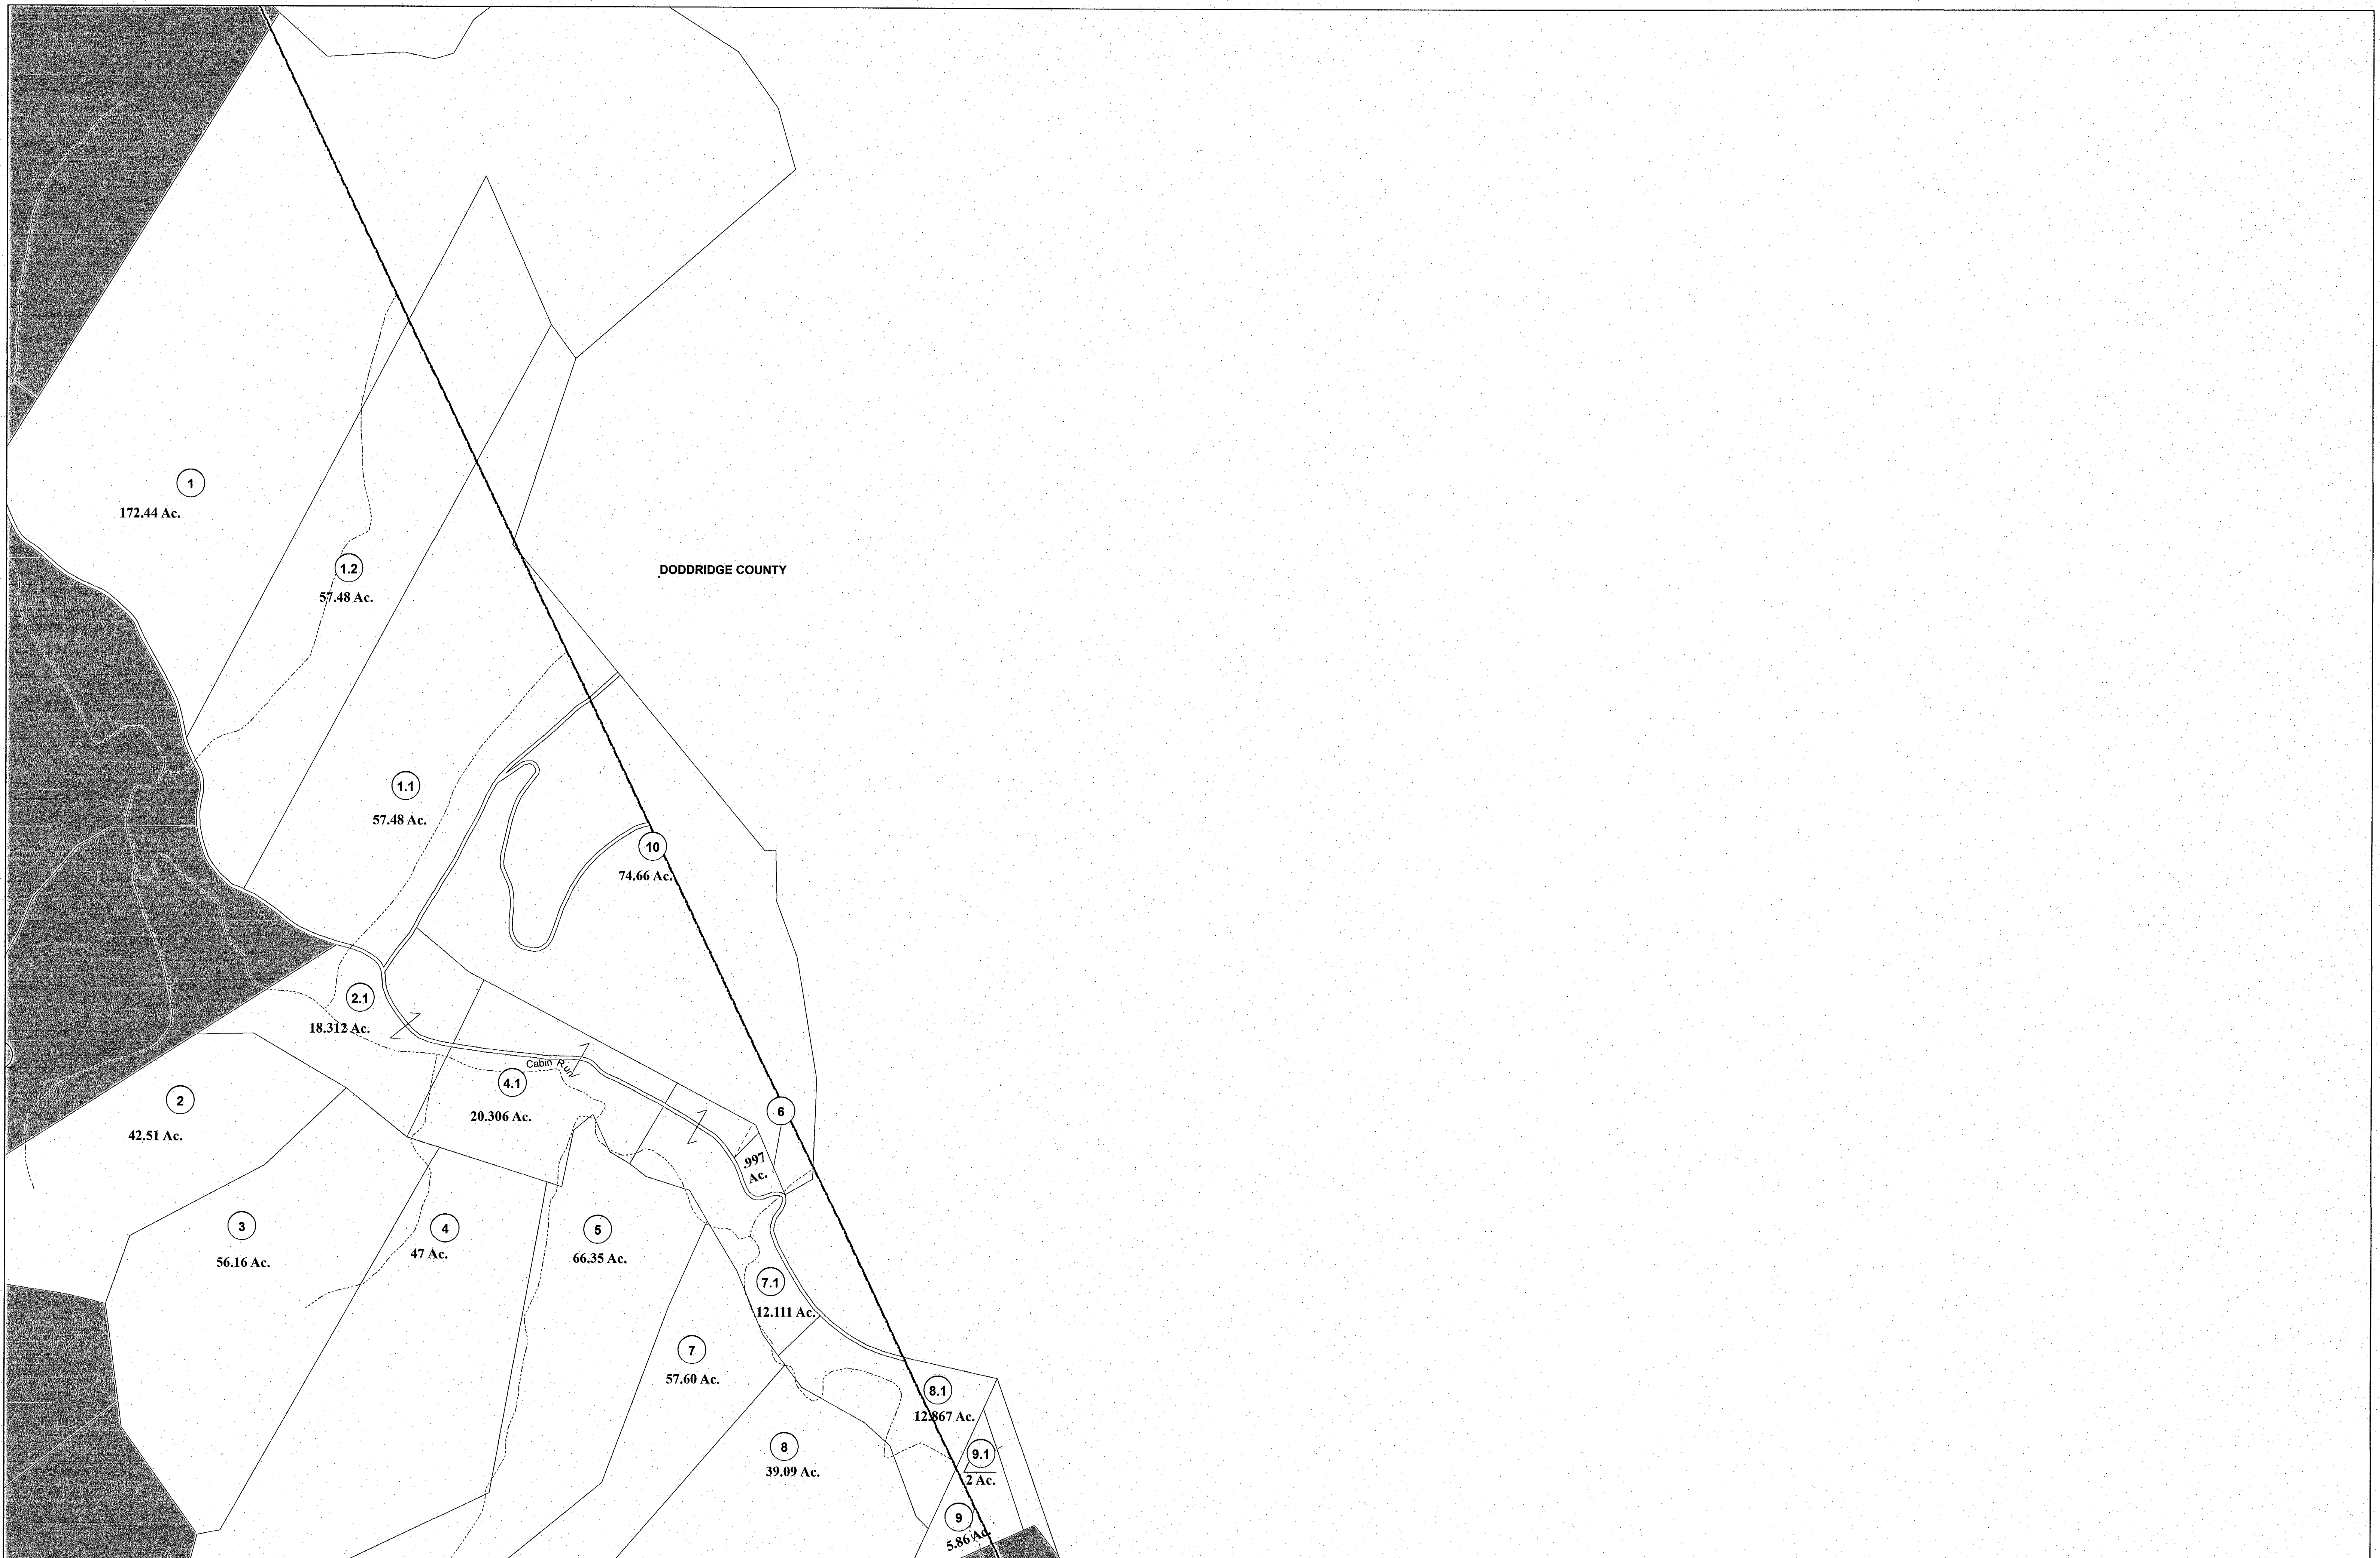 1
172.44 Ac.
1.2
57.48 Ac.
DODDRIDGE COUNTY
1.1
57.48 Ac.
10
74.66 Ac.
2.1
18.312 Ac.
Cabin Run
4.1
20.306 Ac.
2
42.51 Ac.
6
.997
Ac.
3
56.16 Ac.
4
47 Ac.
5
66.35 Ac.
7.1
12.111 Ac.
7
57.60 Ac.
8.1
12.867 Ac.
8
39.09 Ac.
9.1
2 Ac.
9
5.86 Ac.